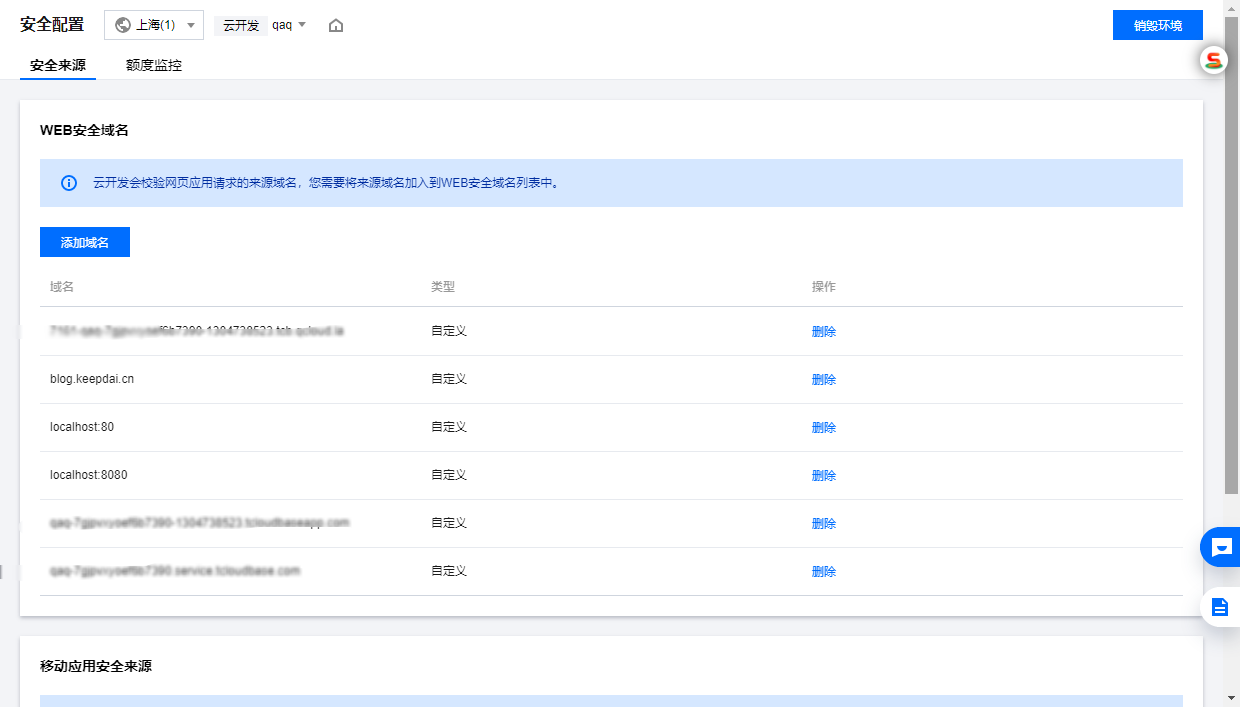 安全配置
上海(1)
云开发
qaq
销毁环境
安全来源
额度监控
WEB安全域名
云开发会校验网页应用请求的来源域名，您需要将来源域名加入到WEB安全域名列表中。
添加域名
域名 类型 操作
自定义 删除
blog.keepdai.cn 自定义 删除
localhost:80 自定义 删除
localhost:8080 自定义 删除
自定义 删除
自定义 删除
移动应用安全来源